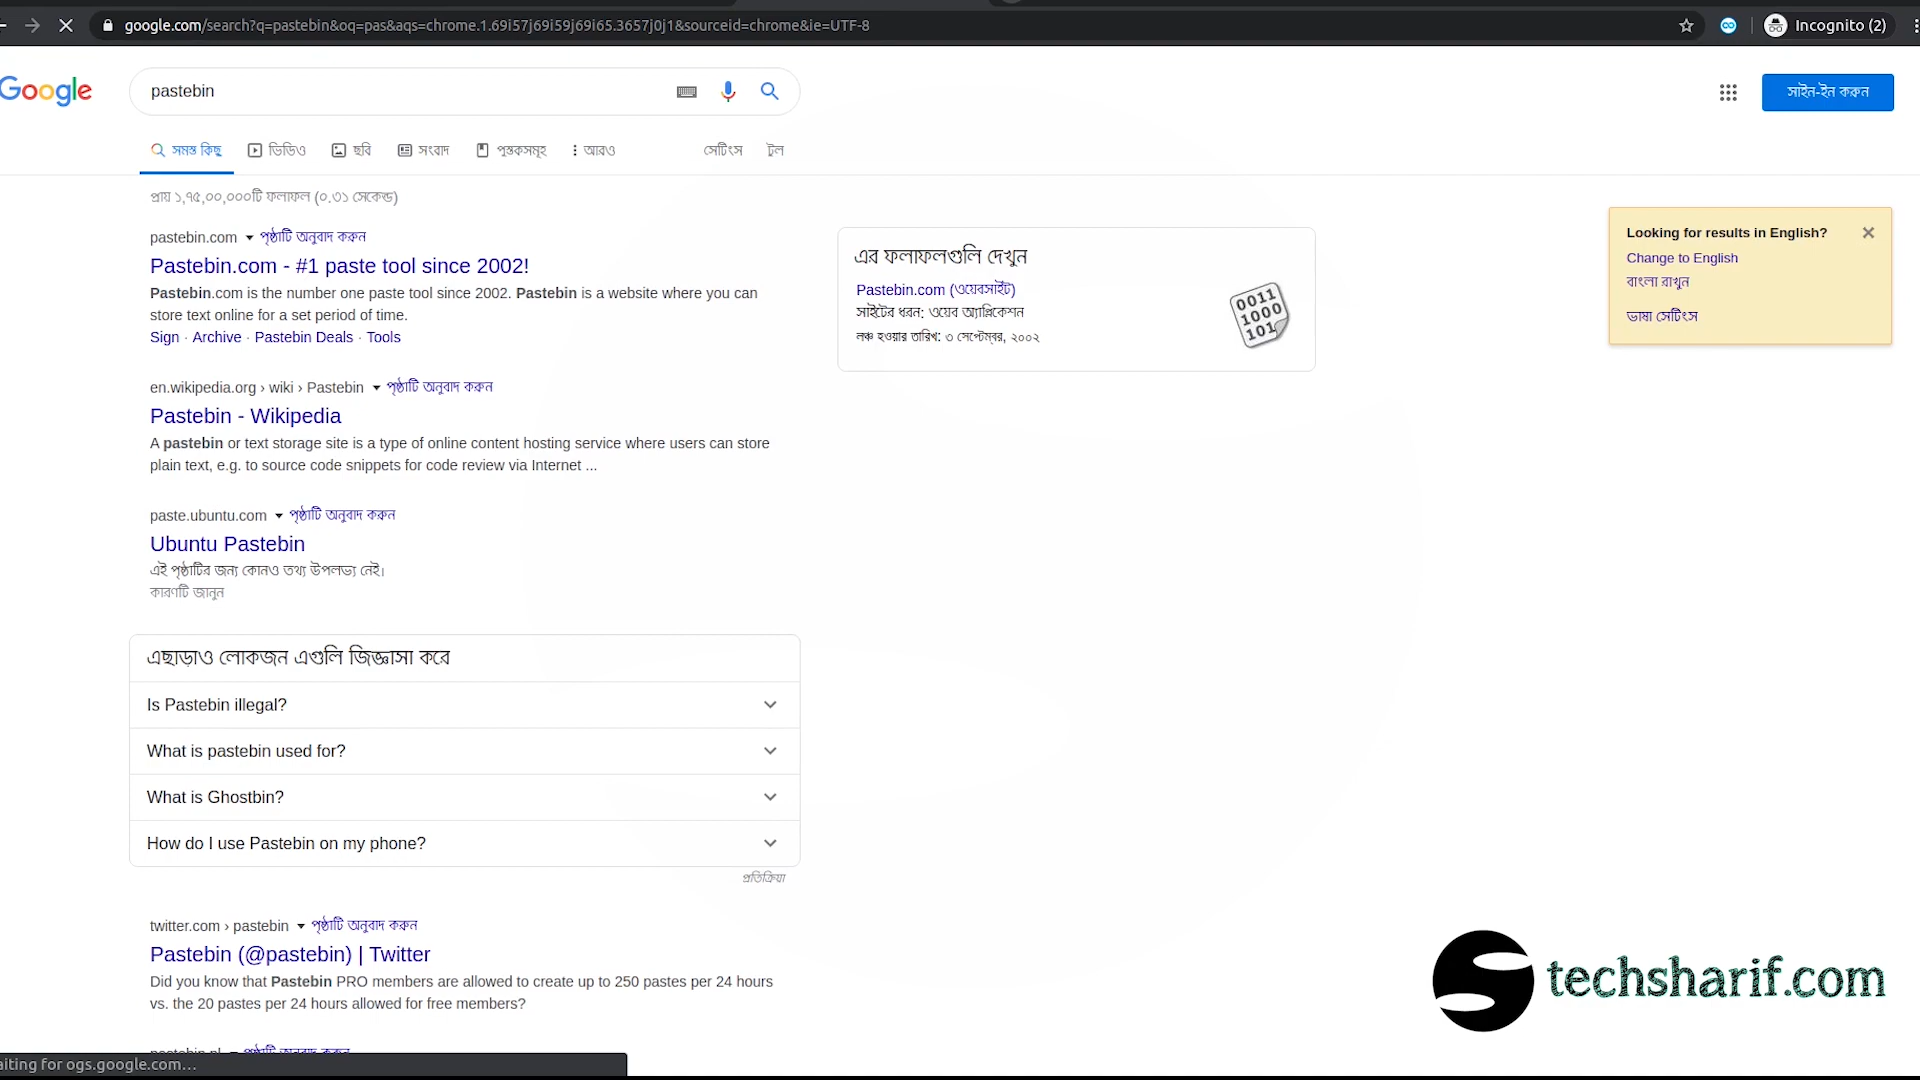 google.com/search?q=pastebin&oq=pas&aqs=chrome.1.69i57j69i59j69i65.3657j0j1&sourceid=chrome&ie=UTF-8
Incognito (2)
Google
pastebin
সাইন-ইন করুন
সমস্ত কিছু
ভিডিও
ছবি
সংবাদ
পুস্তকসমূহ
আরও
সেটিংস
টুল
প্রায় ১,৭৫,০০,০০০টি ফলাফল (০.৩১ সেকেন্ড)
pastebin.com পৃষ্ঠাটি অনুবাদ করুন
Pastebin.com - #1 paste tool since 2002!
Pastebin.com is the number one paste tool since 2002. Pastebin is a website where you can
store text online for a set period of time.
Sign · Archive · Pastebin Deals · Tools
en.wikipedia.org › wiki › Pastebin পৃষ্ঠাটি অনুবাদ করুন
Pastebin - Wikipedia
A pastebin or text storage site is a type of online content hosting service where users can store
plain text, e.g. to source code snippets for code review via Internet ...
paste.ubuntu.com পৃষ্ঠাটি অনুবাদ করুন
Ubuntu Pastebin
এই পৃষ্ঠাটির জন্য কোনও তথ্য উপলভ্য নেই।
কারণটি জানুন
এছাড়াও লোকজন এগুলি জিজ্ঞাসা করে
Is Pastebin illegal?
What is pastebin used for?
What is Ghostbin?
How do I use Pastebin on my phone?
প্রতিক্রিয়া
twitter.com › pastebin পৃষ্ঠাটি অনুবাদ করুন
Pastebin (@pastebin) | Twitter
Did you know that Pastebin PRO members are allowed to create up to 250 pastes per 24 hours
vs. the 20 pastes per 24 hours allowed for free members?
pastebin.pl পৃষ্ঠাটি অনুবাদ করুন
aiting for ogs.google.com...
এর ফলাফলগুলি দেখুন
Pastebin.com (ওয়েবসাইট)
সাইটের ধরন: ওয়েব অ্যাপ্লিকেশন
লঞ্চ হওয়ার তারিখ: ৩ সেপ্টেম্বর, ২০০২
0011
1000
101
Looking for results in English?
Change to English
বাংলা রাখুন
ভাষা সেটিংস
techsharif.com